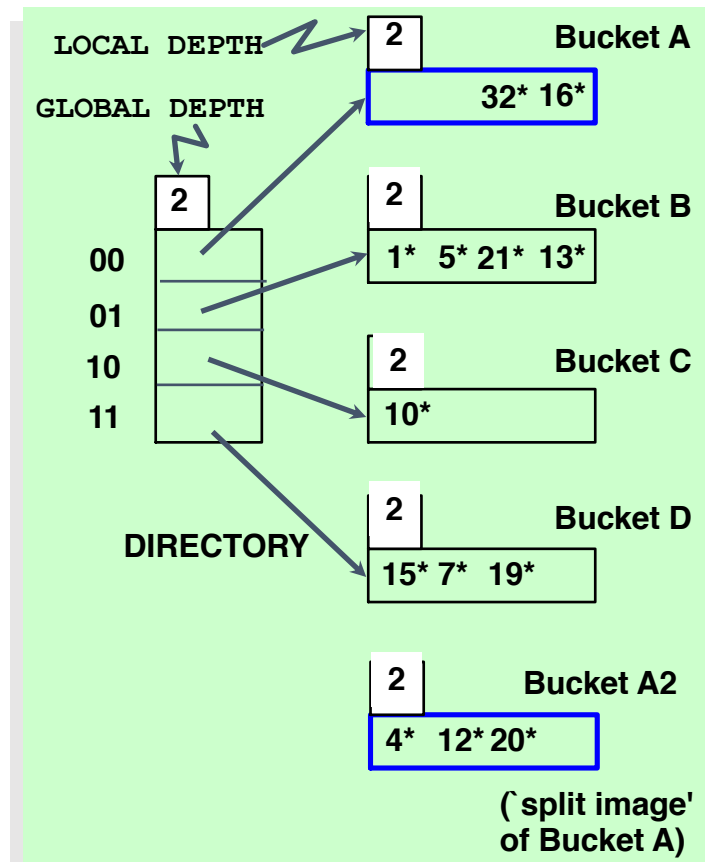 LOCAL DEPTH
2
Bucket A
32* 16*
GLOBAL DEPTH
2
00
01
10
11
2
Bucket B
1* 5* 21* 13*
2
Bucket C
10*
2
Bucket D
15* 7* 19*
DIRECTORY
2
Bucket A2
4* 12* 20*
(`split image'
of Bucket A)